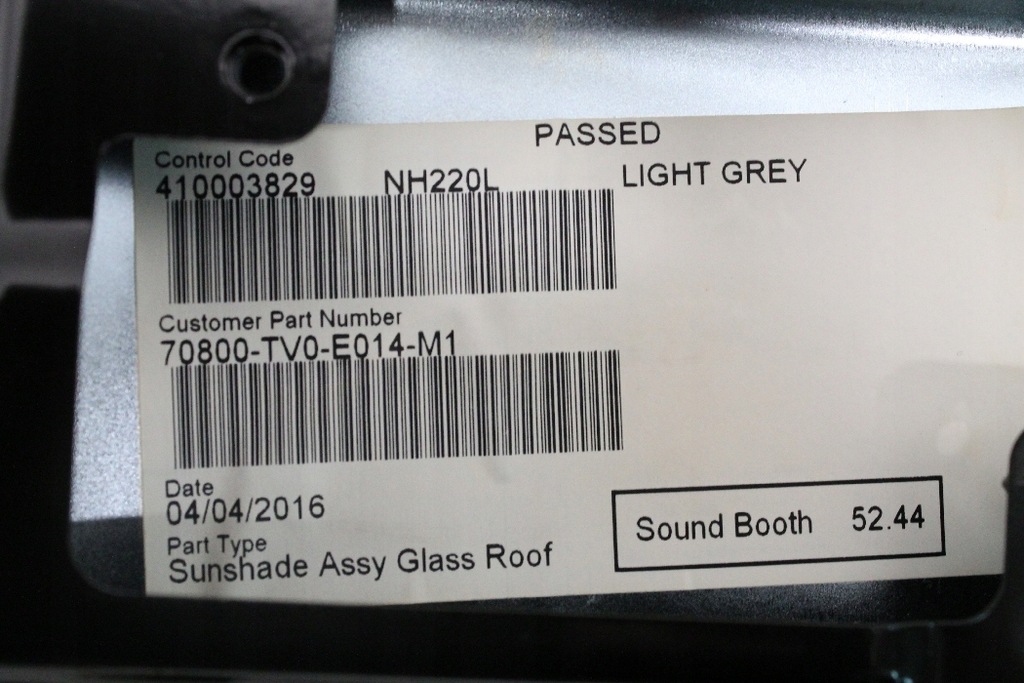 PASSED
Control Code
410003829 NH220L LIGHT GREY
Customer Part Number
70800-TV0-E014-M1
Date
04/04/2016
Part Type
Sunshade Assy Glass Roof
Sound Booth 52.44